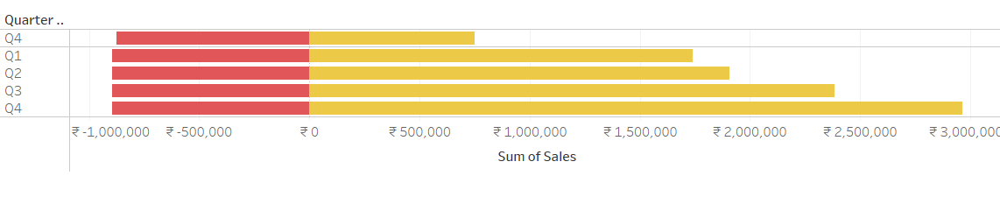 Quarter ..
Q4
Q1
Q2
Q3
Q4
₹ -1,000,000 ₹ -500,000 ₹ 0 ₹ 500,000 ₹ 1,000,000 ₹ 1,500,000 ₹ 2,000,000 ₹ 2,500,000 ₹ 3,000,00
Sum of Sales